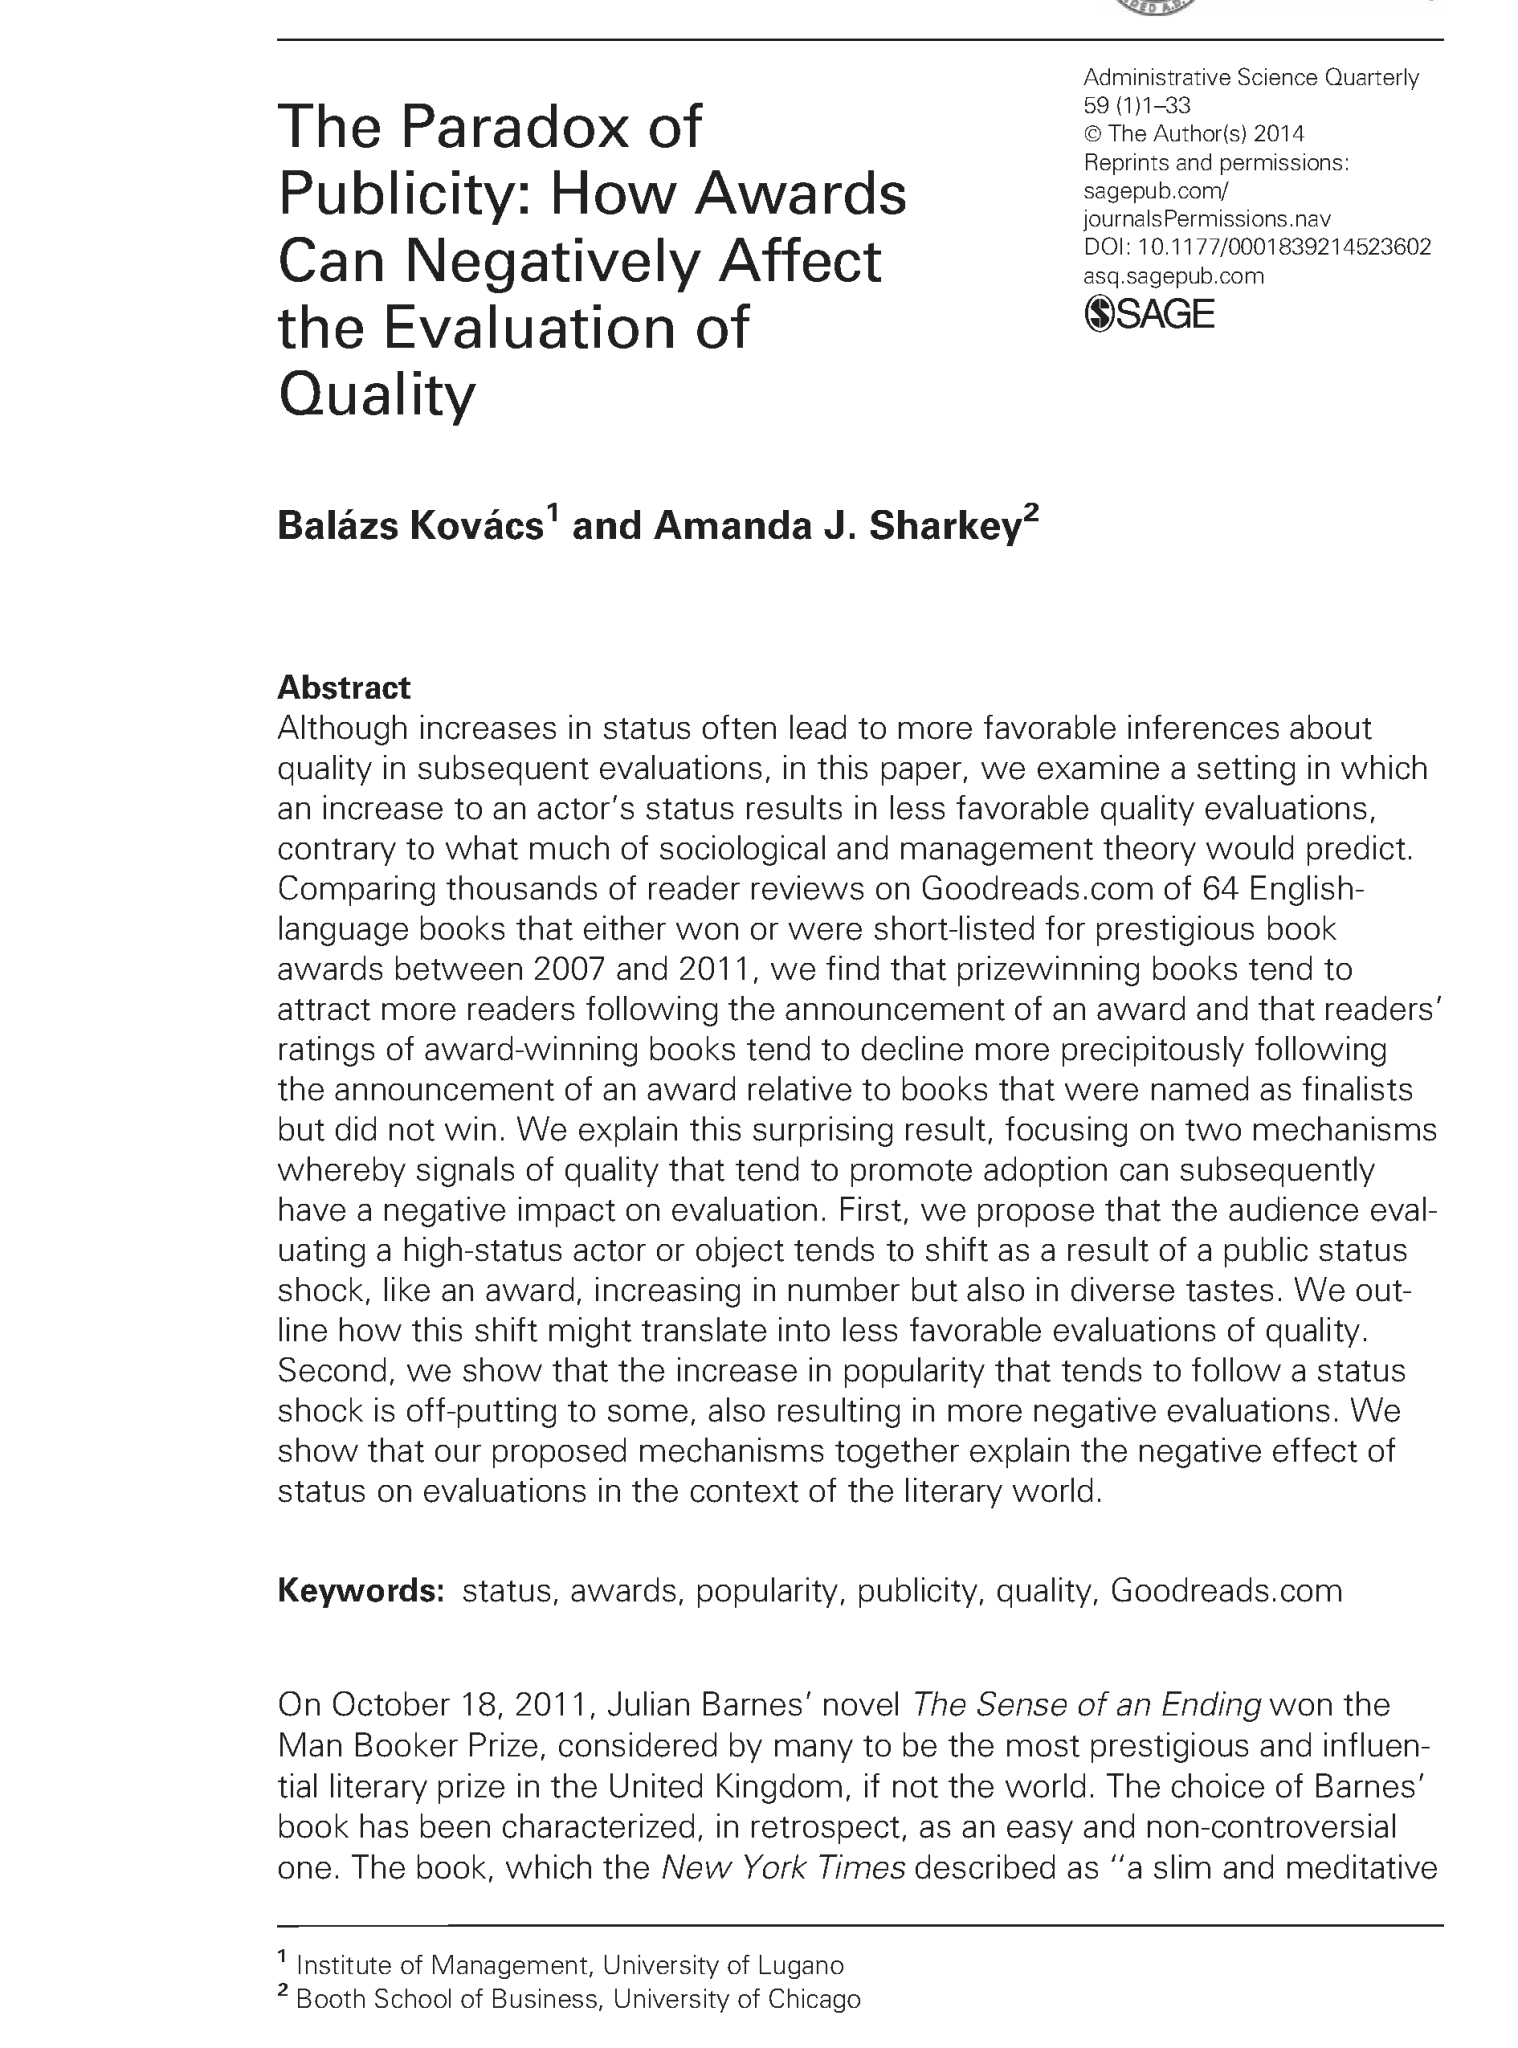 The Paradox of
Publicity: How Awards
Can Negatively Affect
the Evaluation of
Quality
Administrative Science Quarterly
59 (1)1–33
© The Author(s) 2014
Reprints and permissions:
sagepub.com/
journalsPermissions.nav
DOI: 10.1177/0001839214523602
asq.sagepub.com
SAGE
Balázs Kovács¹ and Amanda J. Sharkey²
Abstract
Although increases in status often lead to more favorable inferences about
quality in subsequent evaluations, in this paper, we examine a setting in which
an increase to an actor's status results in less favorable quality evaluations,
contrary to what much of sociological and management theory would predict.
Comparing thousands of reader reviews on Goodreads.com of 64 English-
language books that either won or were short-listed for prestigious book
awards between 2007 and 2011, we find that prizewinning books tend to
attract more readers following the announcement of an award and that readers'
ratings of award-winning books tend to decline more precipitously following
the announcement of an award relative to books that were named as finalists
but did not win. We explain this surprising result, focusing on two mechanisms
whereby signals of quality that tend to promote adoption can subsequently
have a negative impact on evaluation. First, we propose that the audience eval-
uating a high-status actor or object tends to shift as a result of a public status
shock, like an award, increasing in number but also in diverse tastes. We out-
line how this shift might translate into less favorable evaluations of quality.
Second, we show that the increase in popularity that tends to follow a status
shock is off-putting to some, also resulting in more negative evaluations. We
show that our proposed mechanisms together explain the negative effect of
status on evaluations in the context of the literary world.
Keywords: status, awards, popularity, publicity, quality, Goodreads.com
On October 18, 2011, Julian Barnes' novel The Sense of an Ending won the
Man Booker Prize, considered by many to be the most prestigious and influen-
tial literary prize in the United Kingdom, if not the world. The choice of Barnes'
book has been characterized, in retrospect, as an easy and non-controversial
one. The book, which the New York Times described as "a slim and meditative
¹ Institute of Management, University of Lugano
² Booth School of Business, University of Chicago